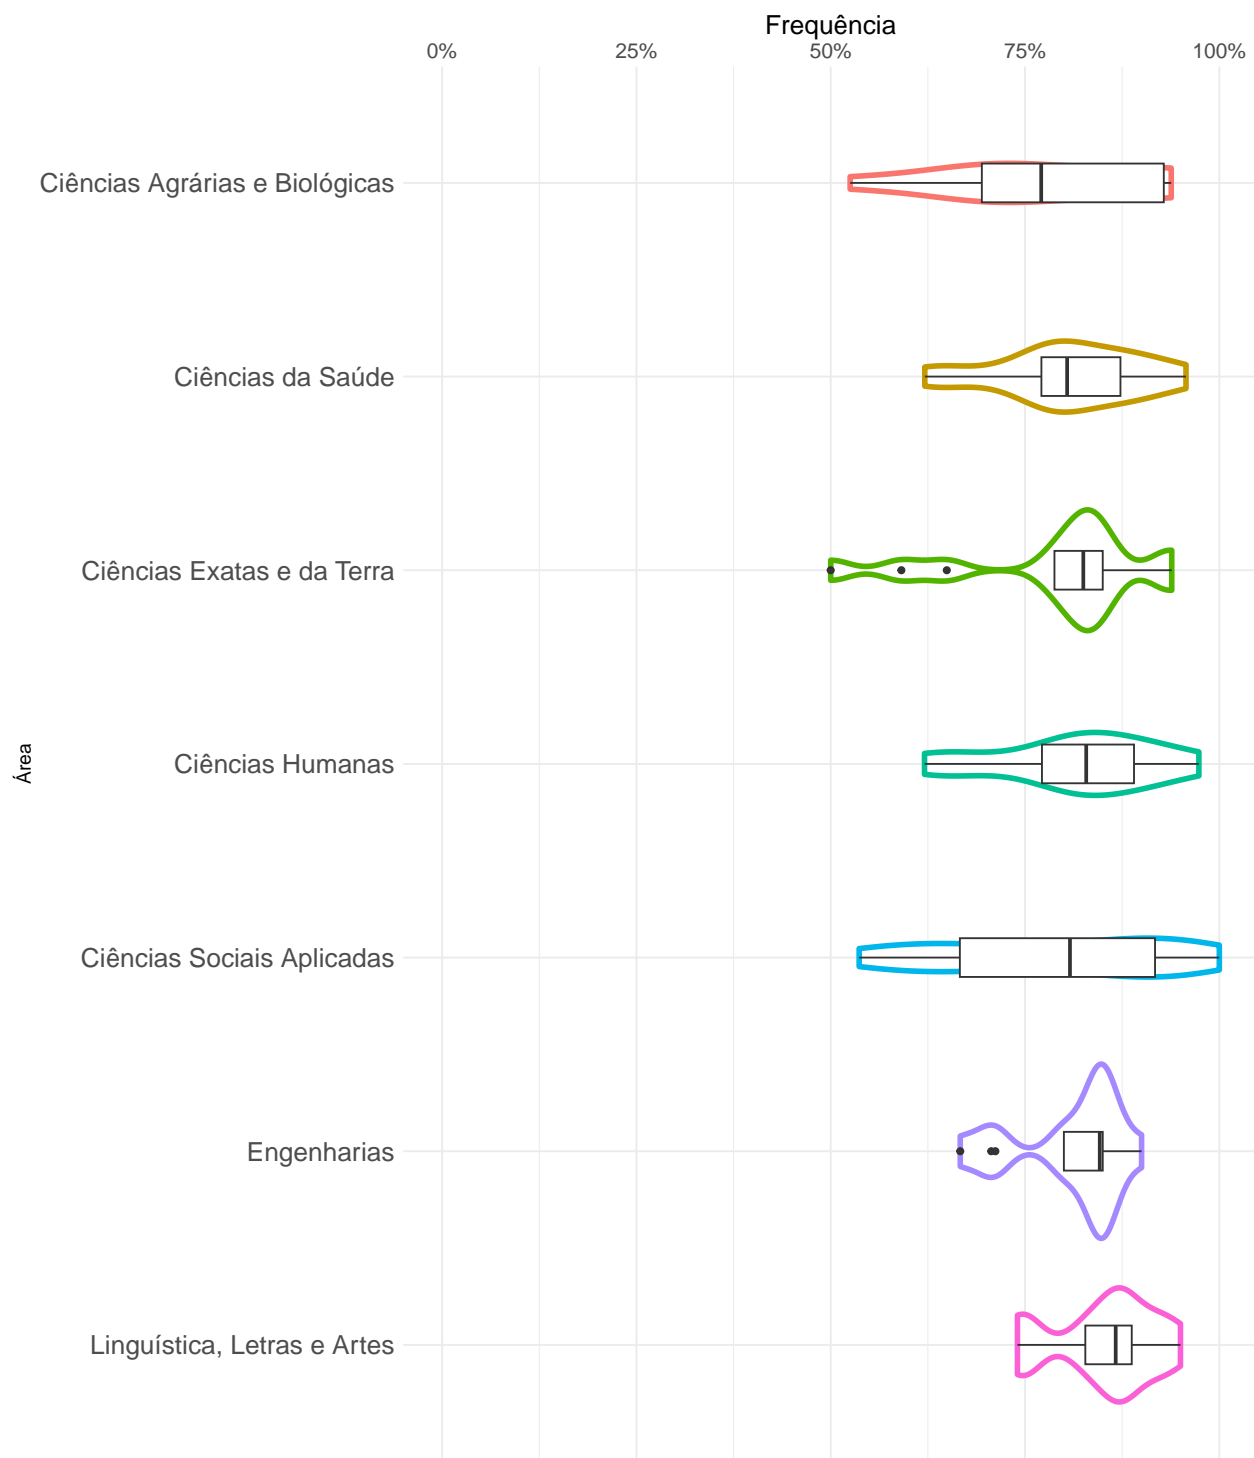 Frequência
0% 25% 50% 75% 100%
Ciências Agrárias e Biológicas
Ciências da Saúde
Ciências Exatas e da Terra
Ciências Humanas
Área
Ciências Sociais Aplicadas
Engenharias
Linguística, Letras e Artes